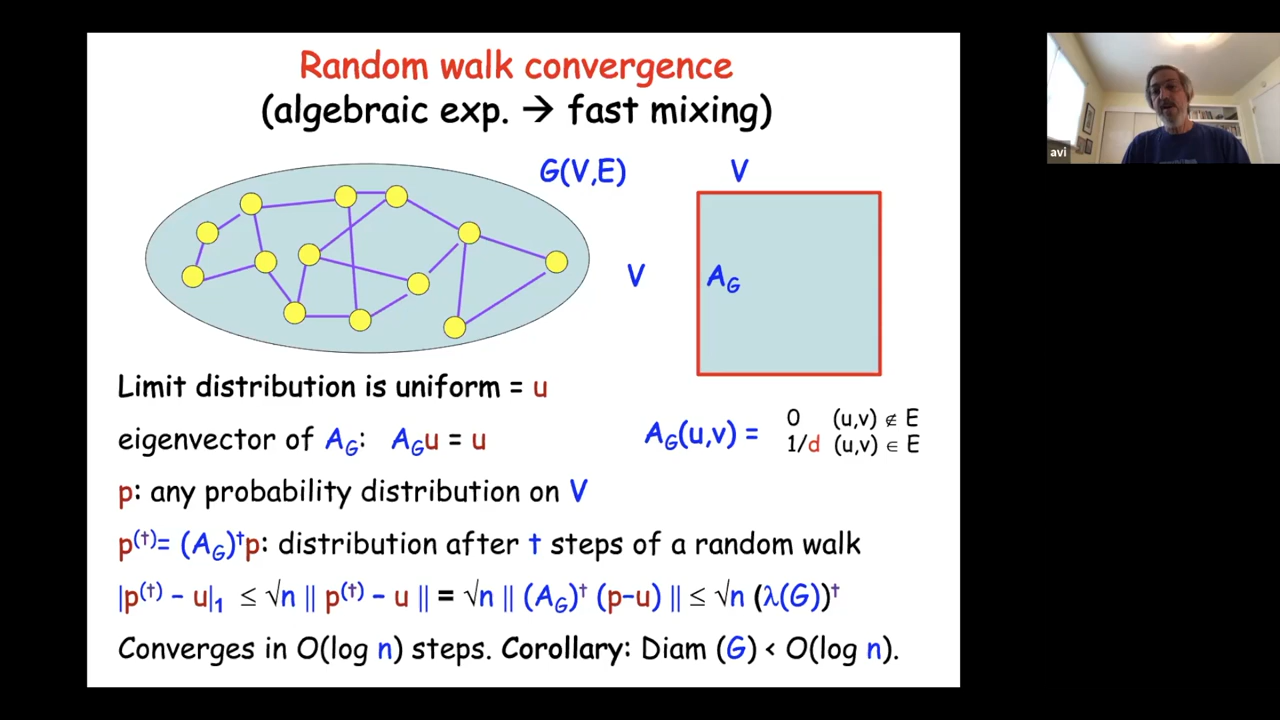 Random walk convergence
(algebraic exp. → fast mixing)
G(V,E)
V
V
A_G
Limit distribution is uniform = u
eigenvector of A_G: A_Gu = u
A_G(u,v) = 0 (u,v) ∉ E
1/d (u,v) ∈ E
p: any probability distribution on V
p^(t)= (A_G)^t p: distribution after t steps of a random walk
|p^(t) – u|_1 ≤ √n || p^(t) – u || = √n || (A_G)^t (p–u) || ≤ √n (λ(G))^t
Converges in O(log n) steps. Corollary: Diam (G) < O(log n).
avi